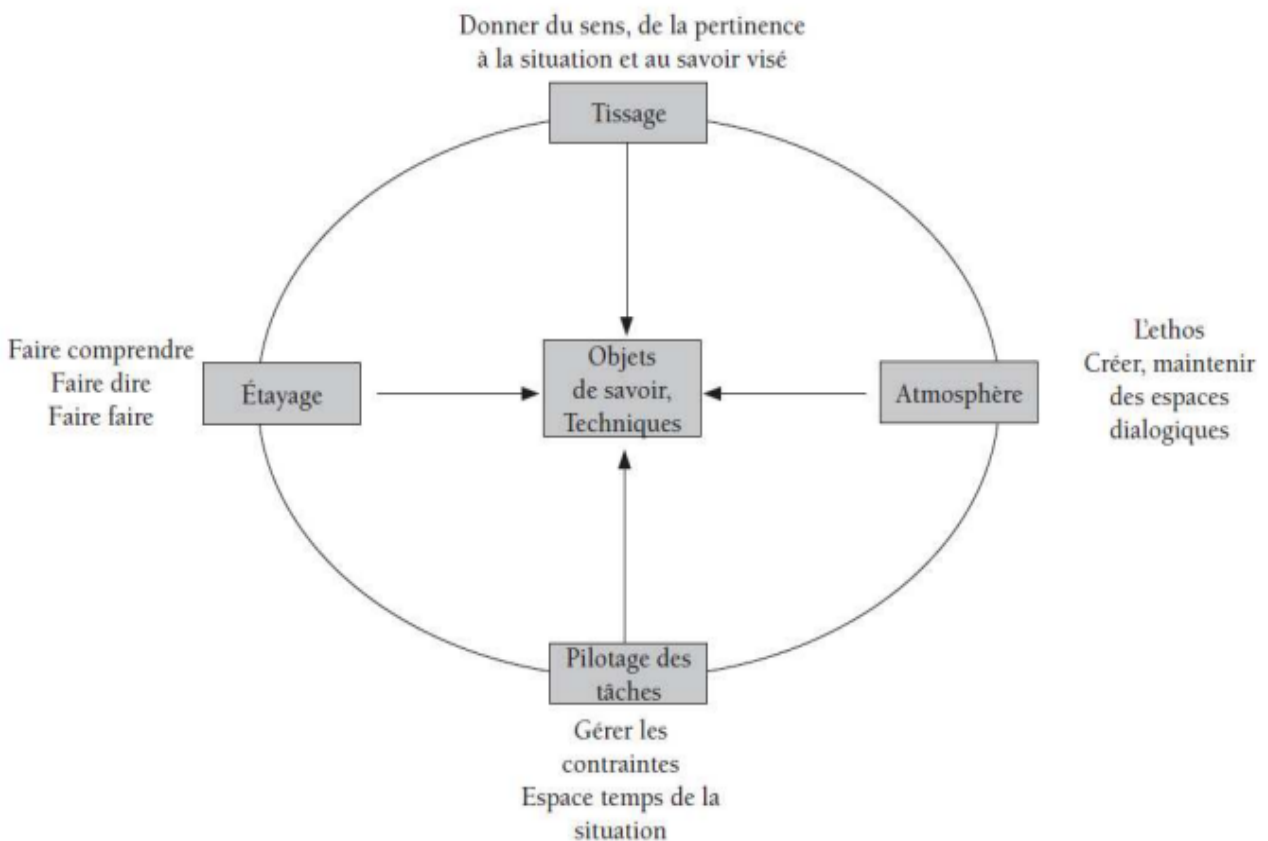 Donner du sens, de la pertinence
à la situation et au savoir visé
Tissage
Faire comprendre
Faire dire
Faire faire
Étayage
Objets
de savoir,
Techniques
Atmosphère
L'ethos
Créer, maintenir
des espaces
dialogiques
Pilotage des
tâches
Gérer les
contraintes
Espace temps de la
situation